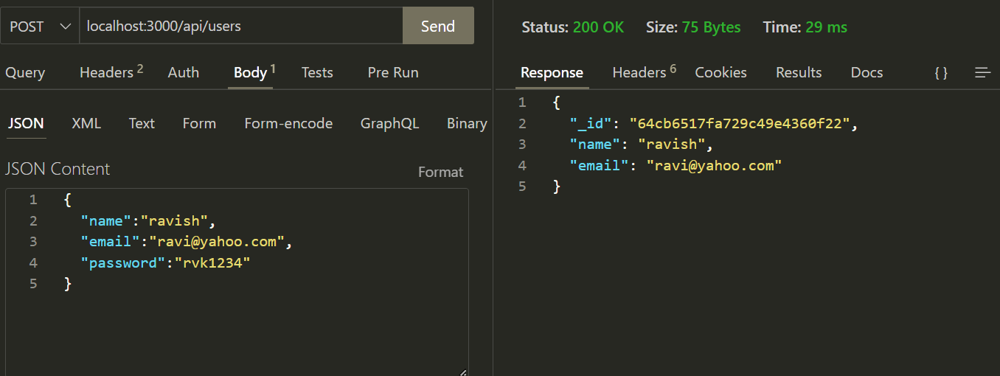 POST localhost:3000/api/users Send
Query Headers 2 Auth Body 1 Tests Pre Run
JSON XML Text Form Form-encode GraphQL Binary
JSON Content Format
1 {
2 "name":"ravish",
3 "email":"ravi@yahoo.com",
4 "password":"rvk1234"
5 }
Status: 200 OK Size: 75 Bytes Time: 29 ms
Response Headers 6 Cookies Results Docs { }
1 {
2 "_id": "64cb6517fa729c49e4360f22",
3 "name": "ravish",
4 "email": "ravi@yahoo.com"
5 }